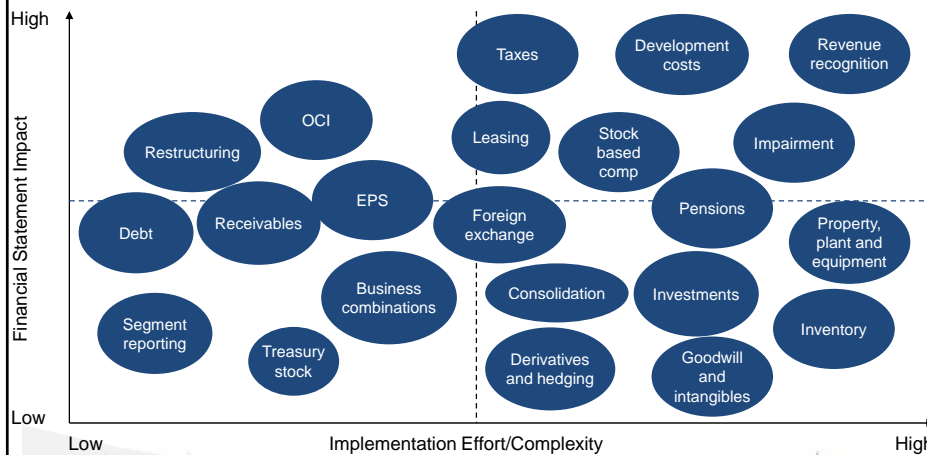 High
Financial Statement Impact
Low
Taxes
Development
costs
Revenue
recognition
OCI
Leasing
Stock
based
comp
Impairment
Restructuring
EPS
Pensions
Debt
Receivables
Foreign
exchange
Property,
plant and
equipment
Business
combinations
Consolidation
Investments
Segment
reporting
Treasury
stock
Derivatives
and hedging
Goodwill
and
intangibles
Inventory
Low
Implementation Effort/Complexity
High